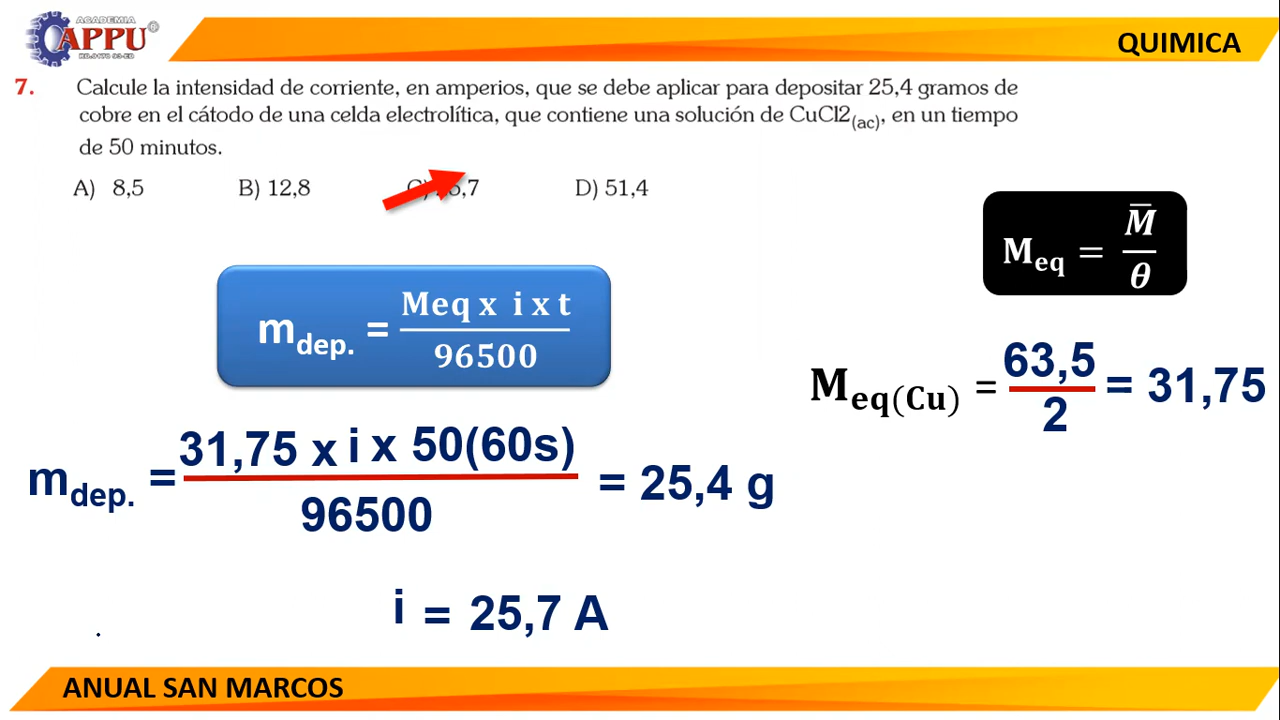 ACADEMIA
APPU®
QUIMICA
7. Calcule la intensidad de corriente, en amperios, que se debe aplicar para depositar 25,4 gramos de
cobre en el cátodo de una celda electrolítica, que contiene una solución de CuCl2(ac), en un tiempo
de 50 minutos.
A) 8,5 B) 12,8 C) ,7 D) 51,4
Meq = M̅/θ
mdep. = Meq x i x t / 96500
Meq(Cu) = 63,5/2 = 31,75
mdep. = 31,75 x i x 50(60s) / 96500 = 25,4 g
i = 25,7 A
ANUAL SAN MARCOS